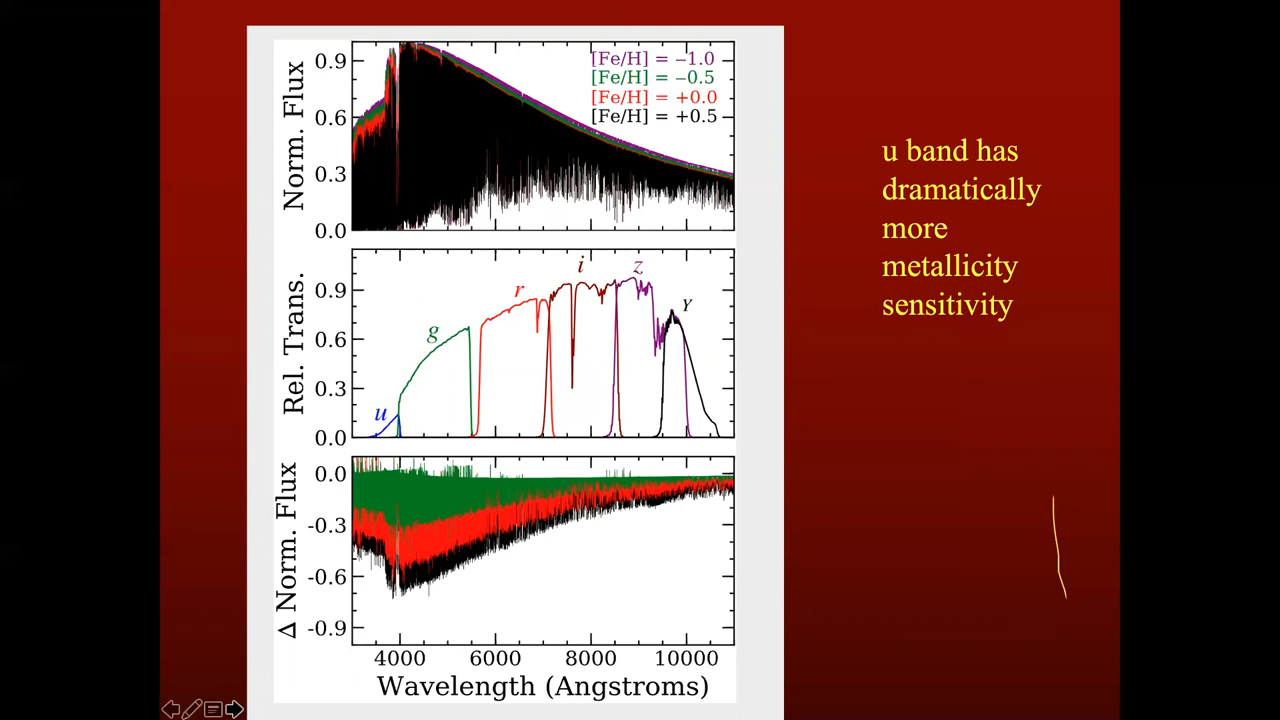 Norm. Flux
0.9
0.6
0.3
0.0
[Fe/H] = −1.0
[Fe/H] = −0.5
[Fe/H] = +0.0
[Fe/H] = +0.5
Rel. Trans.
0.9
0.6
0.3
0.0
u
g
r
i
z
Y
Δ Norm. Flux
0.0
-0.3
-0.6
-0.9
4000 6000 8000 10000
Wavelength (Angstroms)
u band has
dramatically
more
metallicity
sensitivity